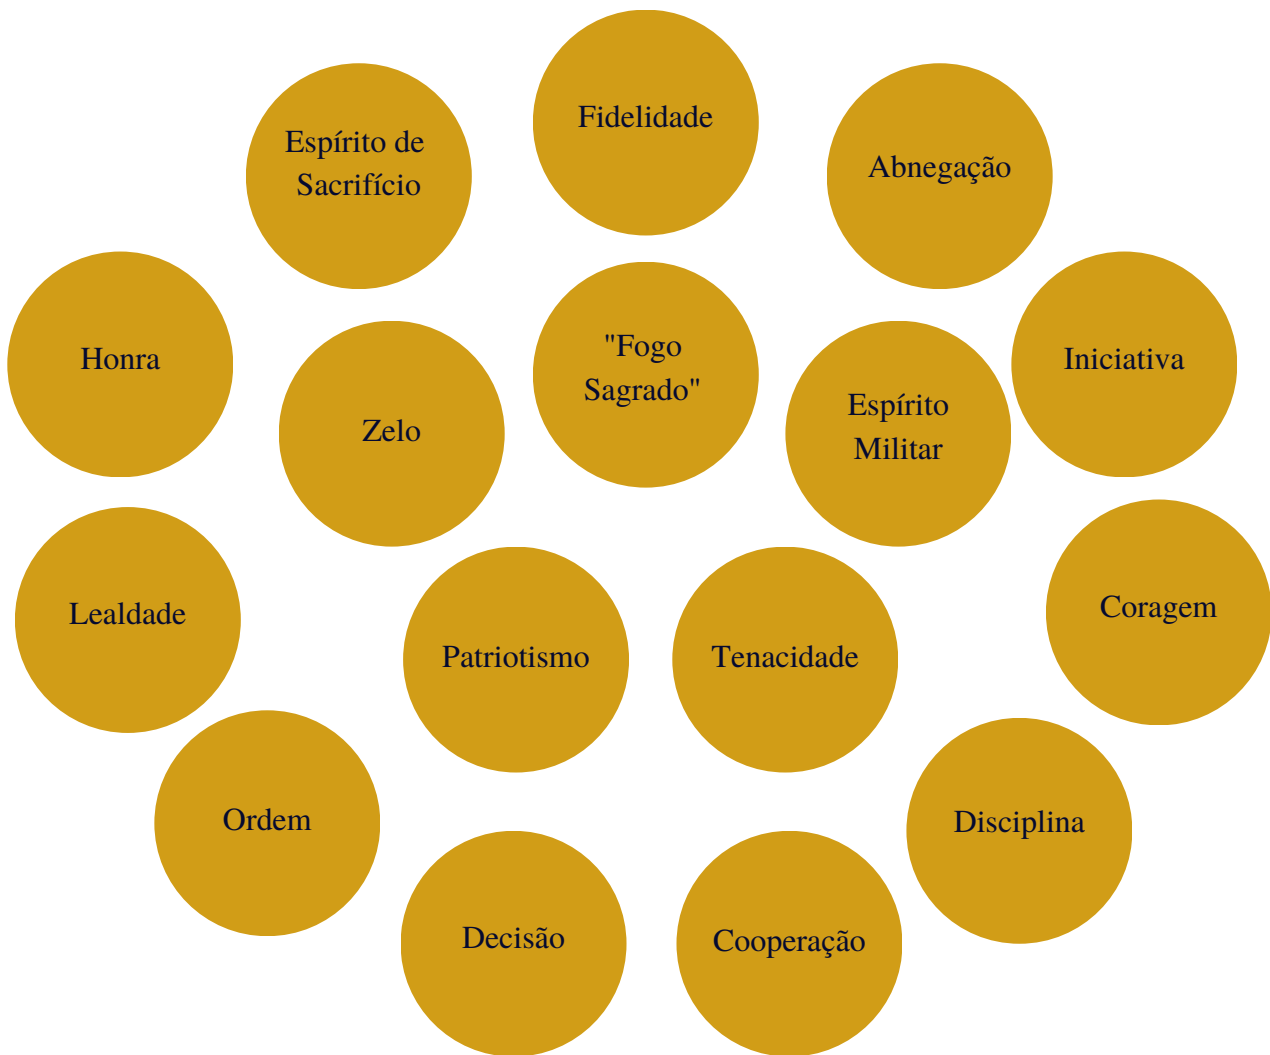 Fidelidade
Espírito de
Sacrifício
Abnegação
Honra
Zelo
"Fogo
Sagrado"
Espírito
Militar
Iniciativa
Lealdade
Patriotismo
Tenacidade
Coragem
Ordem
Decisão
Cooperação
Disciplina